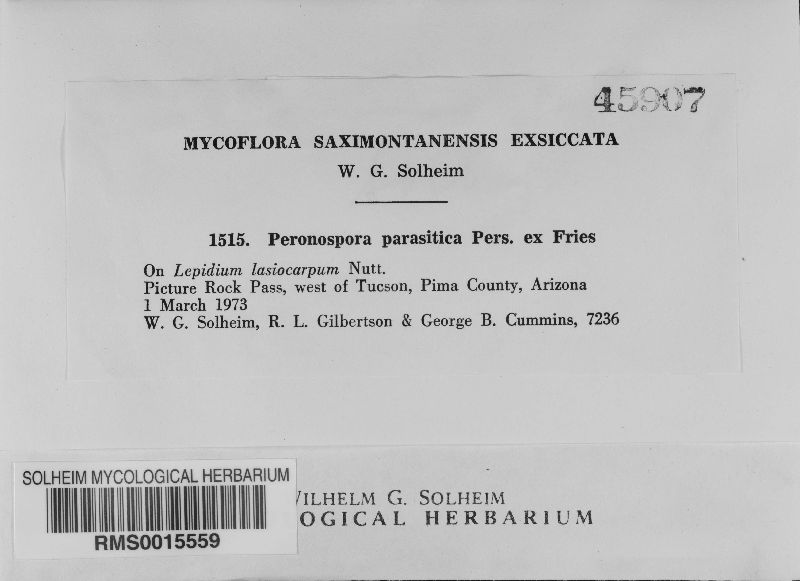 45907
MYCOFLORA SAXIMONTANENSIS EXSICCATA
W. G. Solheim
1515. Peronospora parasitica Pers. ex Fries
On Lepidium lasiocarpum Nutt.
Picture Rock Pass, west of Tucson, Pima County, Arizona
1 March 1973
W. G. Solheim, R. L. Gilbertson & George B. Cummins, 7236
SOLHEIM MYCOLOGICAL HERBARIUM
RMS0015559
ILHELM G. SOLHEIM
OGICAL HERBARIUM